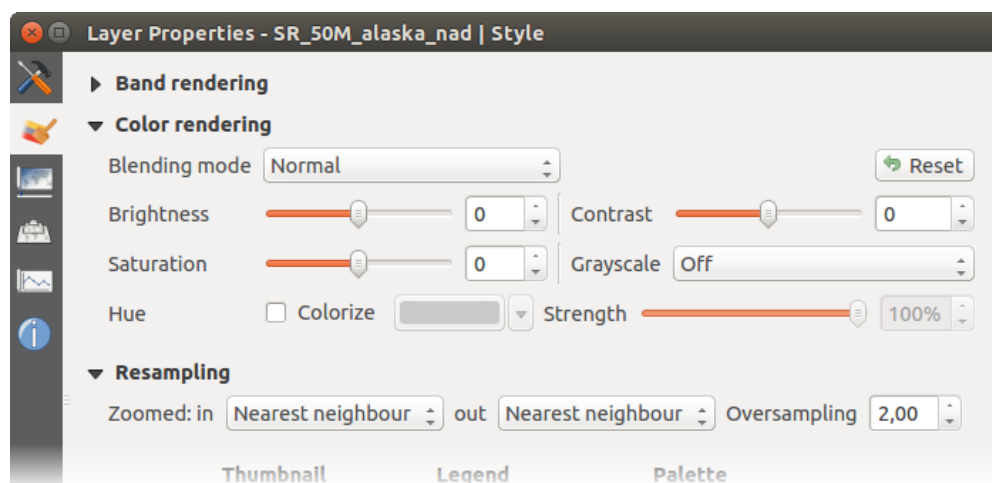 Layer Properties - SR_50M_alaska_nad | Style
Band rendering
Color rendering
Blending mode Normal Reset
Brightness 0 Contrast 0
Saturation 0 Grayscale Off
Hue Colorize Strength 100%
Resampling
Zoomed: in Nearest neighbour out Nearest neighbour Oversampling 2,00
Thumbnail Legend Palette